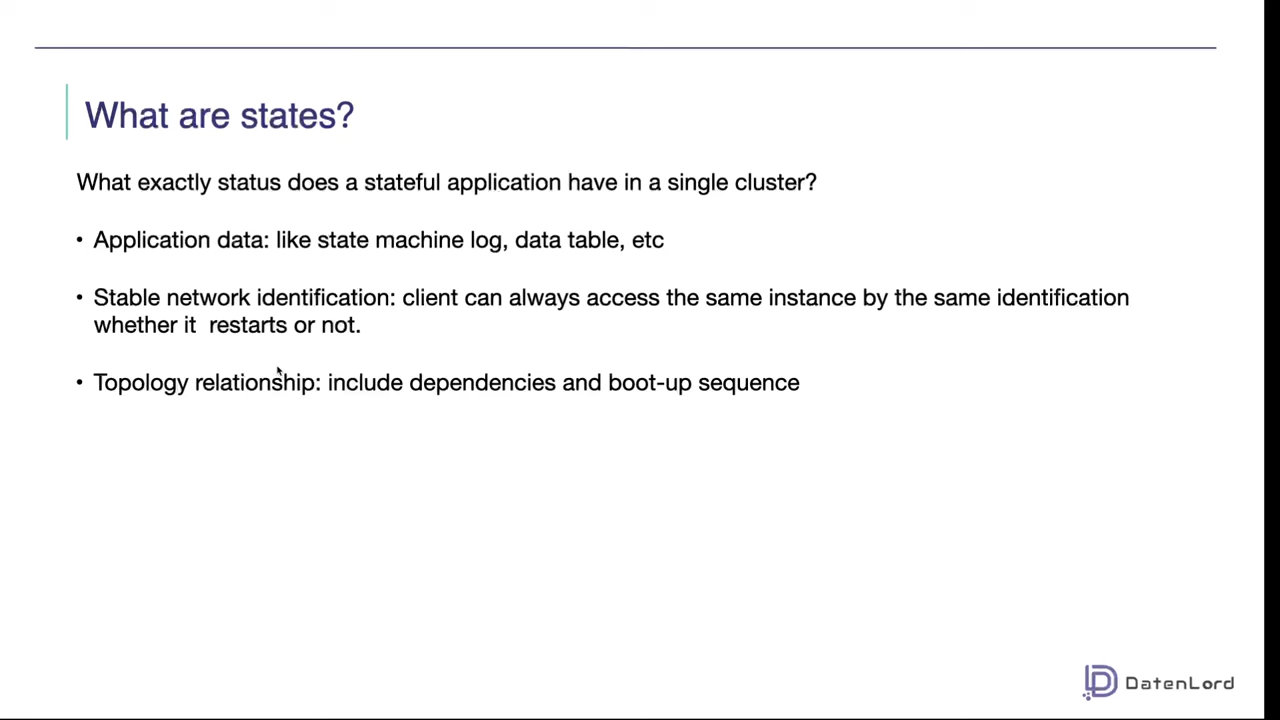 What are states?
What exactly status does a stateful application have in a single cluster?
• Application data: like state machine log, data table, etc
• Stable network identification: client can always access the same instance by the same identification
whether it  restarts or not.
• Topology relationship: include dependencies and boot-up sequence
DatenLord